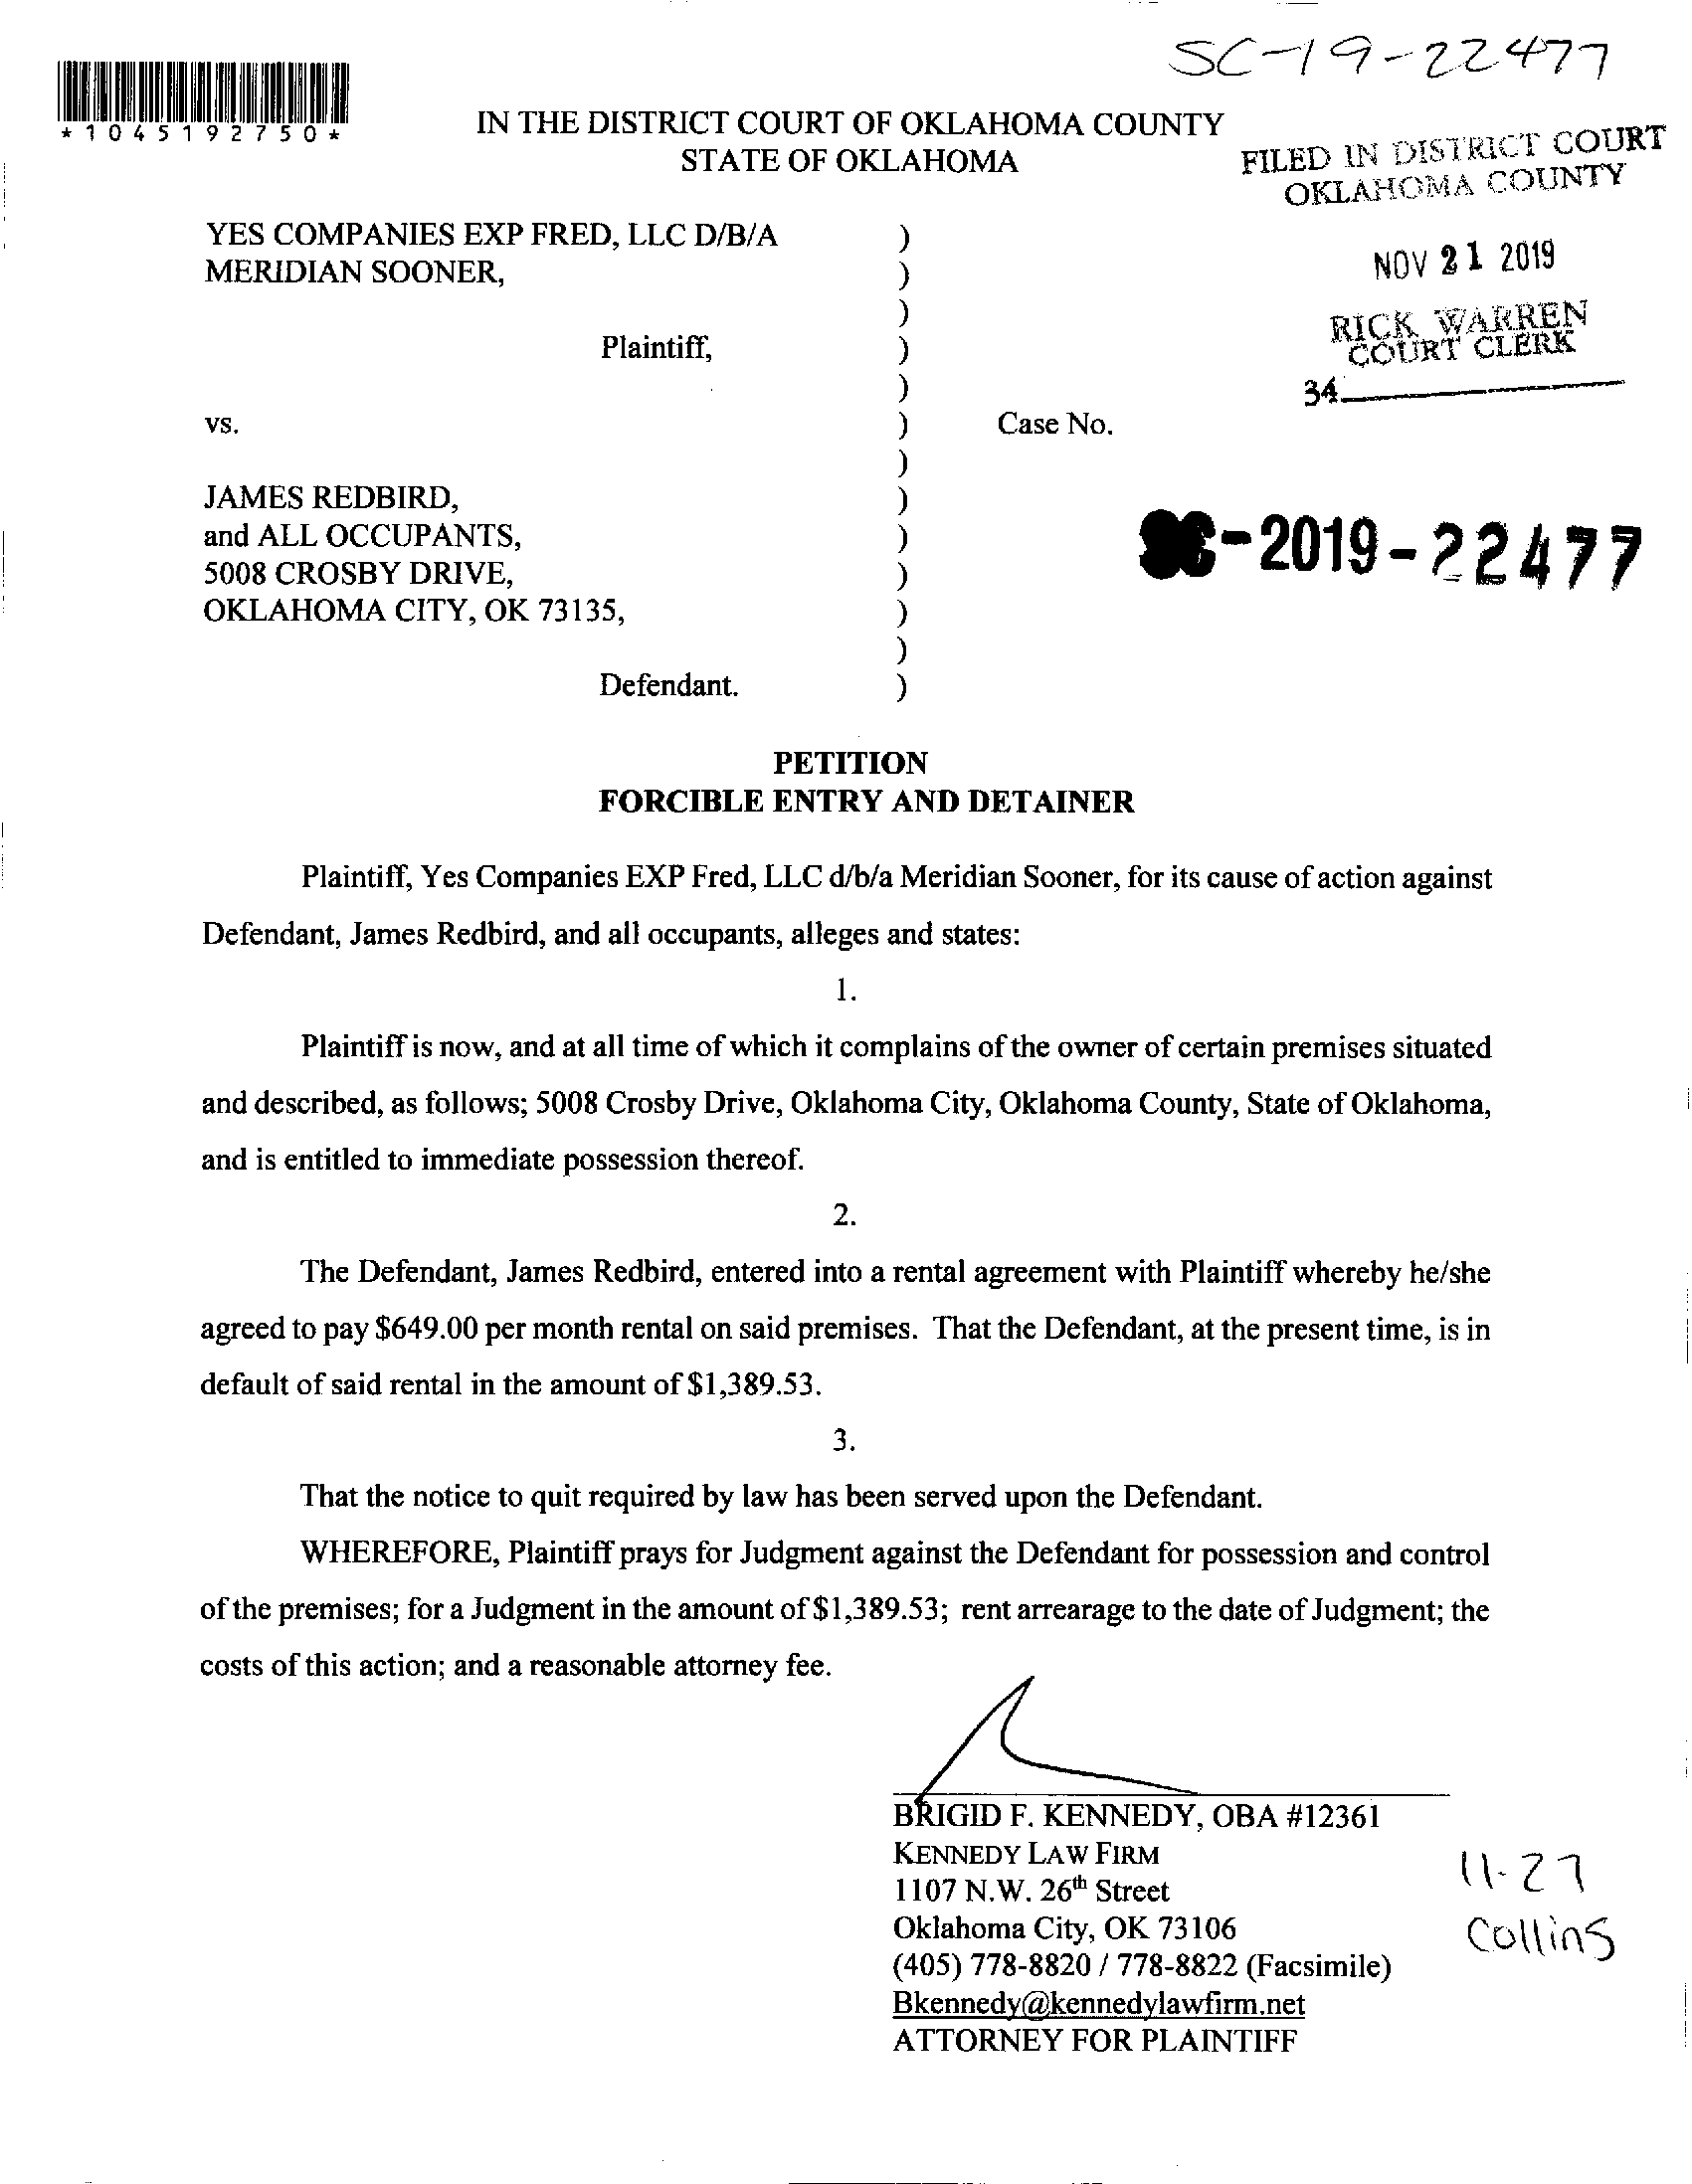 SC-19-22477
*1045192750*
IN THE DISTRICT COURT OF OKLAHOMA COUNTY
STATE OF OKLAHOMA
FILED IN DISTRICT COURT
OKLAHOMA COUNTY
NOV 21 2019
RICK WARREN
COURT CLERK
34
YES COMPANIES EXP FRED, LLC D/B/A )
MERIDIAN SOONER, )
)
Plaintiff, )
)
vs. ) Case No.
)
JAMES REDBIRD, )
and ALL OCCUPANTS, ) SC-2019-22477
5008 CROSBY DRIVE, )
OKLAHOMA CITY, OK 73135, )
)
Defendant. )
PETITION
FORCIBLE ENTRY AND DETAINER
Plaintiff, Yes Companies EXP Fred, LLC d/b/a Meridian Sooner, for its cause of action against
Defendant, James Redbird, and all occupants, alleges and states:
1.
Plaintiff is now, and at all time of which it complains of the owner of certain premises situated
and described, as follows; 5008 Crosby Drive, Oklahoma City, Oklahoma County, State of Oklahoma,
and is entitled to immediate possession thereof.
2.
The Defendant, James Redbird, entered into a rental agreement with Plaintiff whereby he/she
agreed to pay $649.00 per month rental on said premises. That the Defendant, at the present time, is in
default of said rental in the amount of $1,389.53.
3.
That the notice to quit required by law has been served upon the Defendant.
WHEREFORE, Plaintiff prays for Judgment against the Defendant for possession and control
of the premises; for a Judgment in the amount of $1,389.53; rent arrearage to the date of Judgment; the
costs of this action; and a reasonable attorney fee.
BRIGID F. KENNEDY, OBA #12361
KENNEDY LAW FIRM
1107 N.W. 26th Street
Oklahoma City, OK 73106
(405) 778-8820 / 778-8822 (Facsimile)
Bkennedy@kennedylawfirm.net
ATTORNEY FOR PLAINTIFF
11-27
Collins